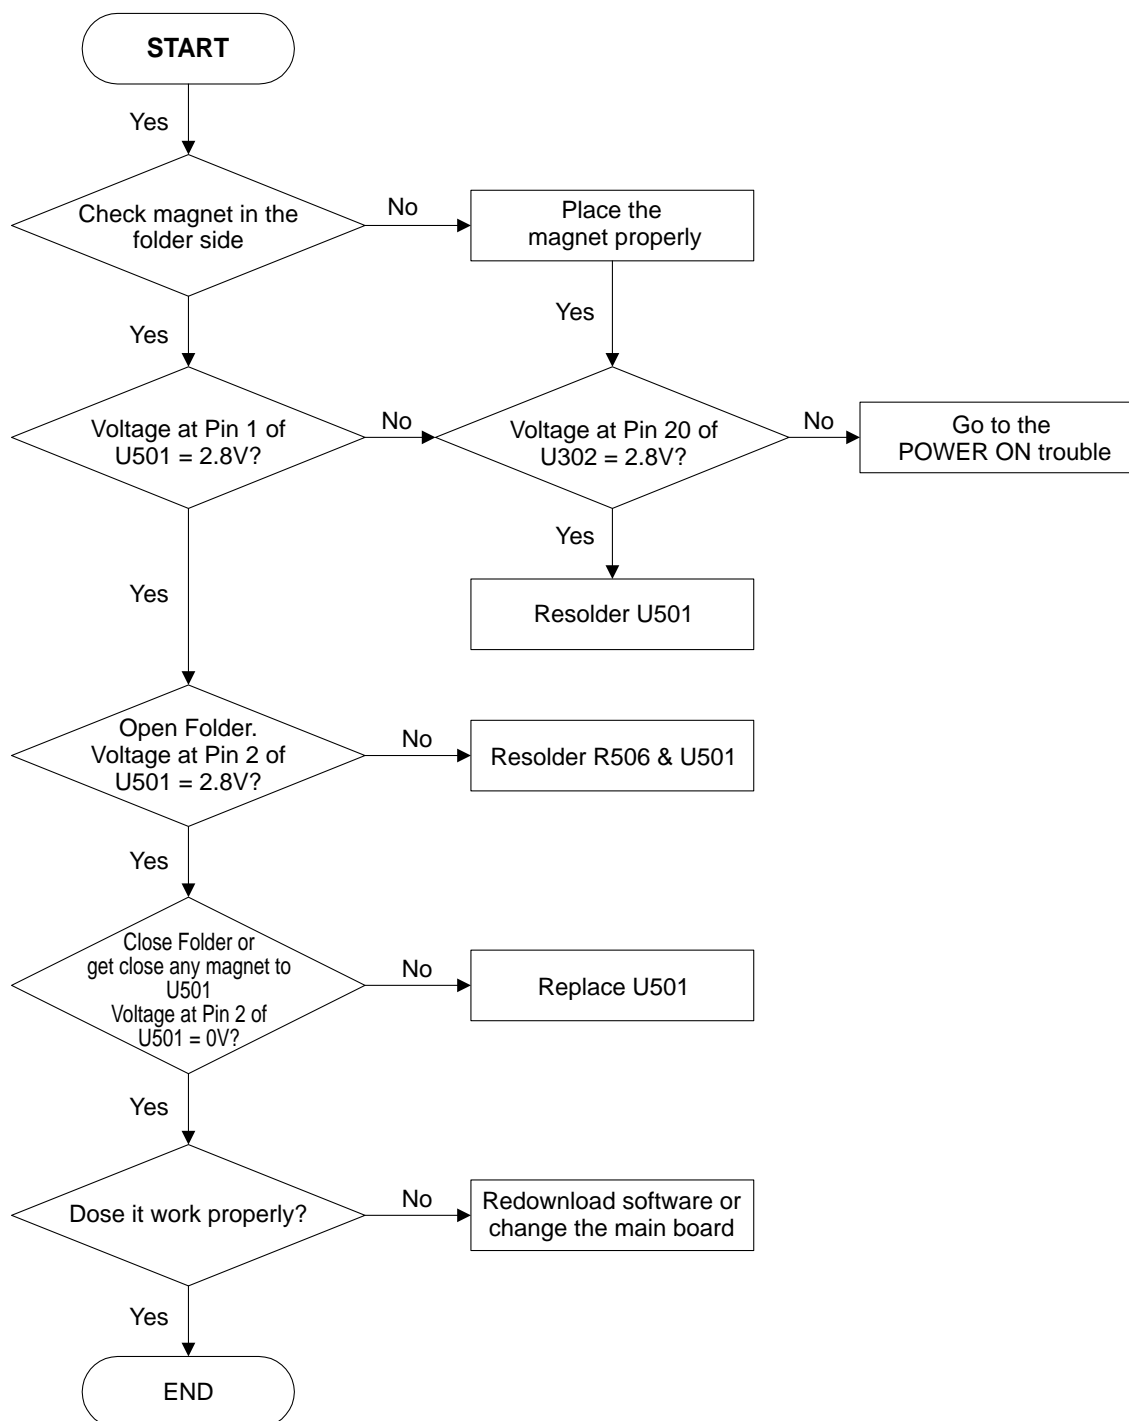 START
Yes
Check magnet in the
folder side
No
Place the
magnet properly
Yes
Yes
Voltage at Pin 1 of
U501 = 2.8V?
No
Voltage at Pin 20 of
U302 = 2.8V?
No
Go to the
POWER ON trouble
Yes
Resolder U501
Yes
Open Folder.
Voltage at Pin 2 of
U501 = 2.8V?
No
Resolder R506 & U501
Yes
Close Folder or
get close any magnet to
U501
Voltage at Pin 2 of
U501 = 0V?
No
Replace U501
Yes
Dose it work properly?
No
Redownload software or
change the main board
Yes
END